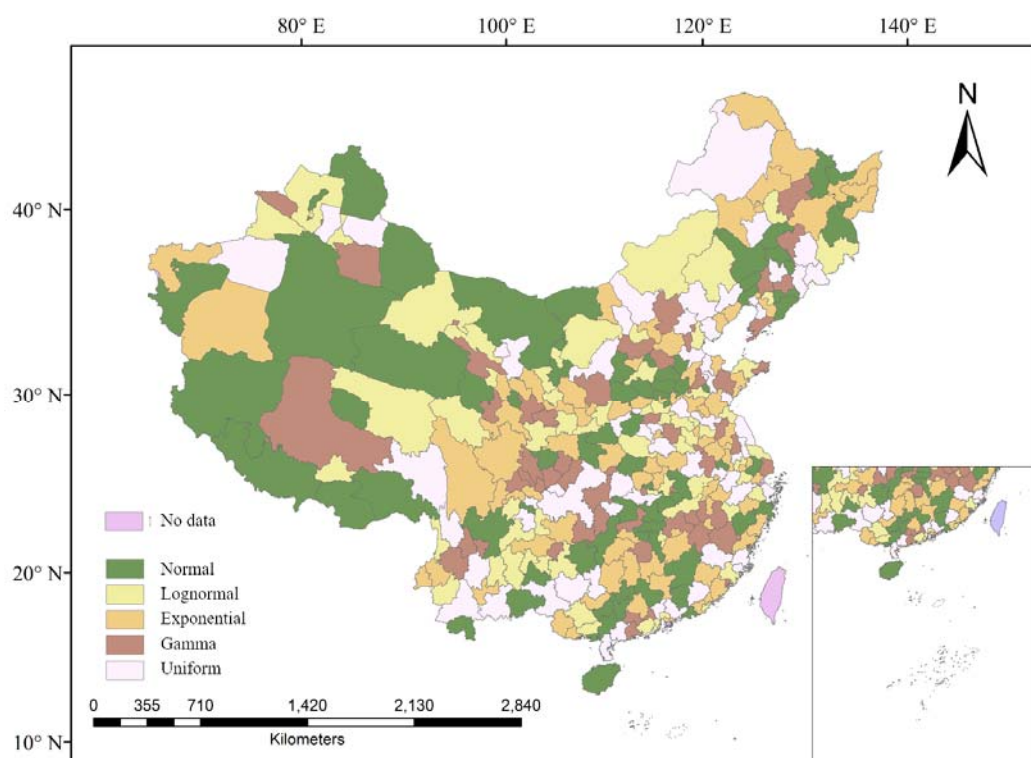 80° E 100° E 120° E 140° E
N
40° N
30° N
20° N
10° N
No data
Normal
Lognormal
Exponential
Gamma
Uniform
0 355 710 1,420 2,130 2,840
Kilometers